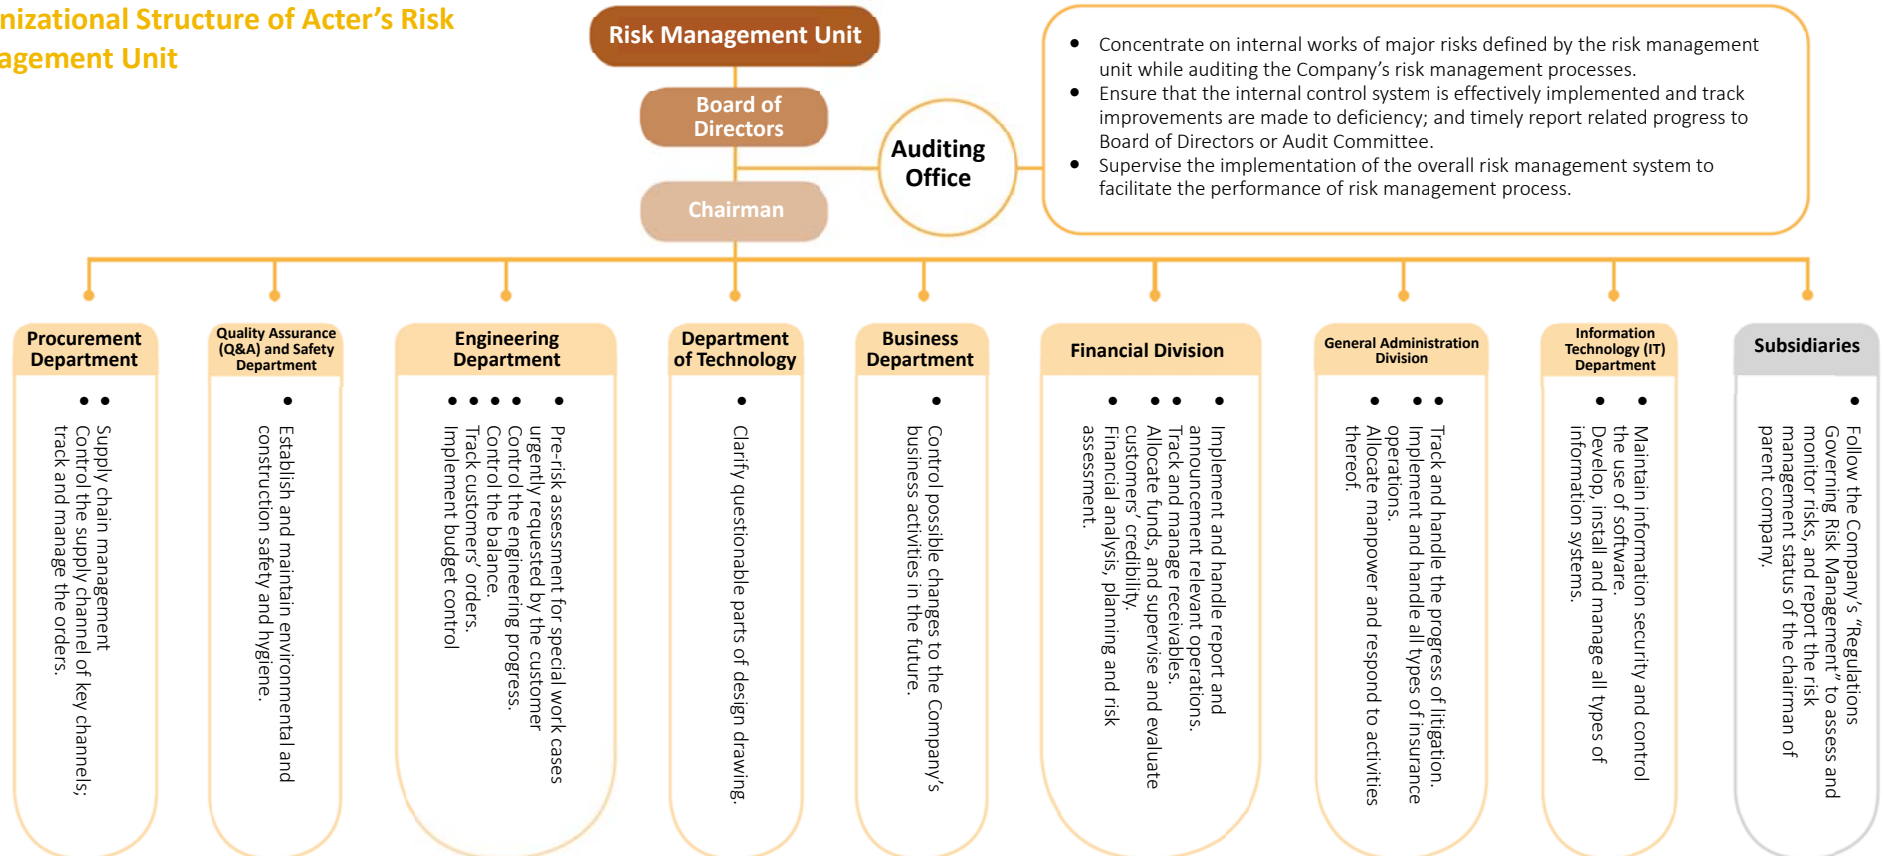 nizational Structure of Acter’s Risk
agement Unit
Risk Management Unit
Board of
Directors
Chairman
Auditing
Office
• Concentrate on internal works of major risks defined by the risk management
unit while auditing the Company’s risk management processes.
• Ensure that the internal control system is effectively implemented and track
improvements are made to deficiency; and timely report related progress to
Board of Directors or Audit Committee.
• Supervise the implementation of the overall risk management system to
facilitate the performance of risk management process.
Procurement
Department
• Supply chain management
• Control the supply channel of key channels;
track and manage the orders.
Quality Assurance
(Q&A) and Safety
Department
• Establish and maintain environmental and
construction safety and hygiene.
Engineering
Department
• Pre-risk assessment for special work cases
urgently requested by the customer
• Control the engineering progress.
• Control the balance.
• Track customers’ orders.
• Implement budget control
Department
of Technology
• Clarify questionable parts of design drawing.
Business
Department
• Control possible changes to the Company’s
business activities in the future.
Financial Division
• Implement and handle report and
announcement relevant operations.
• Track and manage receivables.
• Allocate funds, and supervise and evaluate
customers’ credibility.
• Financial analysis, planning and risk
assessment.
General Administration
Division
• Track and handle the progress of litigation.
• Implement and handle all types of insurance
operations.
• Allocate manpower and respond to activities
thereof.
Information
Technology (IT)
Department
• Maintain information security and control
the use of software.
• Develop, install and manage all types of
information systems.
Subsidiaries
• Follow the Company’s “Regulations
Governing Risk Management” to assess and
monitor risks, and report the risk
management status of the chairman of
parent company.